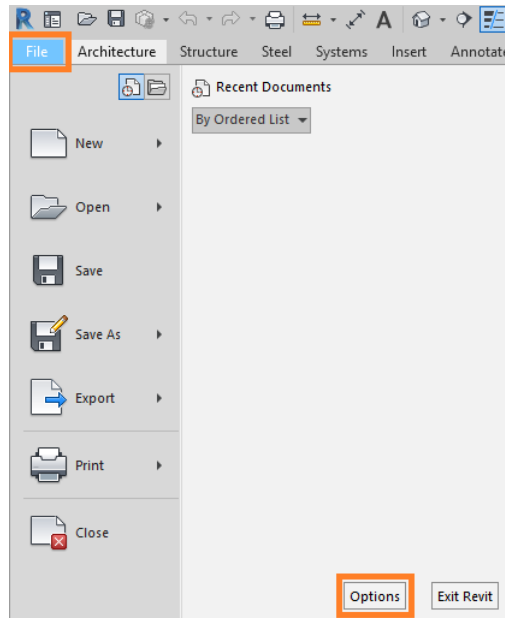 R A
File Architecture Structure Steel Systems Insert Annotate
Recent Documents
By Ordered List
New
Open
Save
Save As
Export
Print
Close
Options Exit Revit